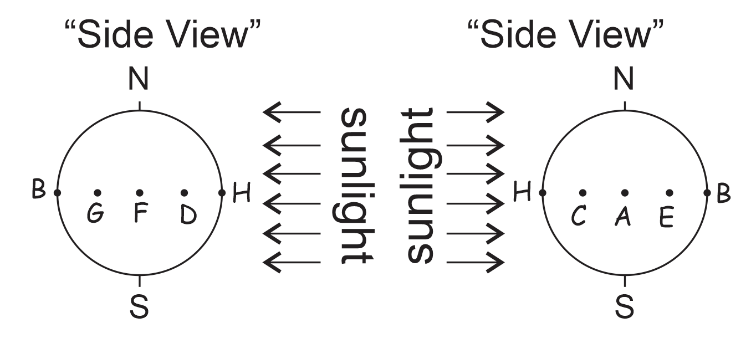 “Side View”
N
B
G F D
H
S
sunlight
sunlight
“Side View”
N
H
C A E
B
S